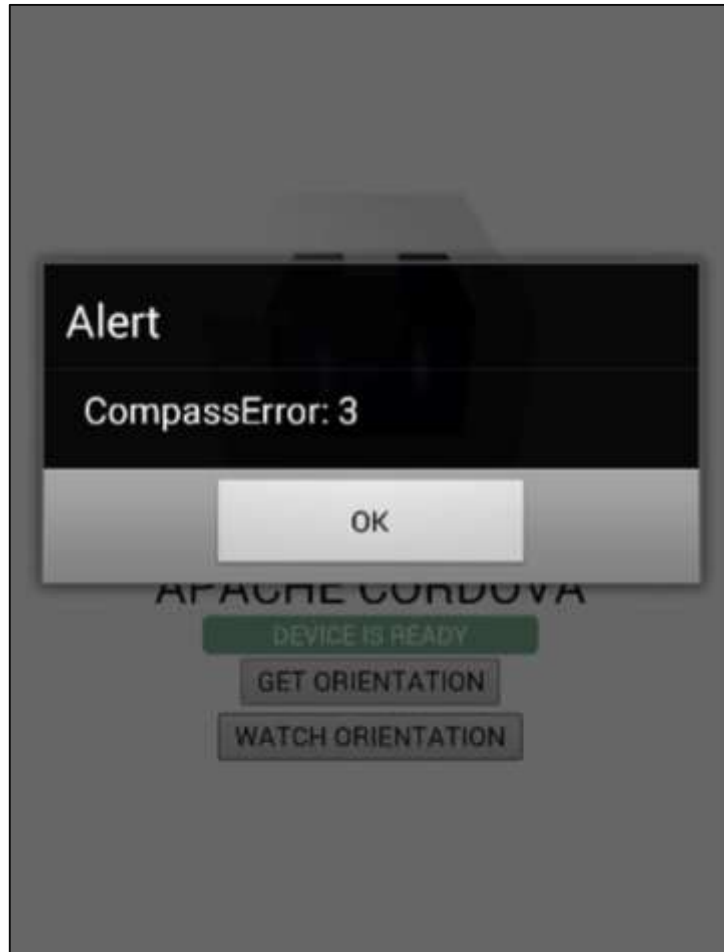 Alert
CompassError: 3
OK
APACHE CORDOVA
DEVICE IS READY
GET ORIENTATION
WATCH ORIENTATION